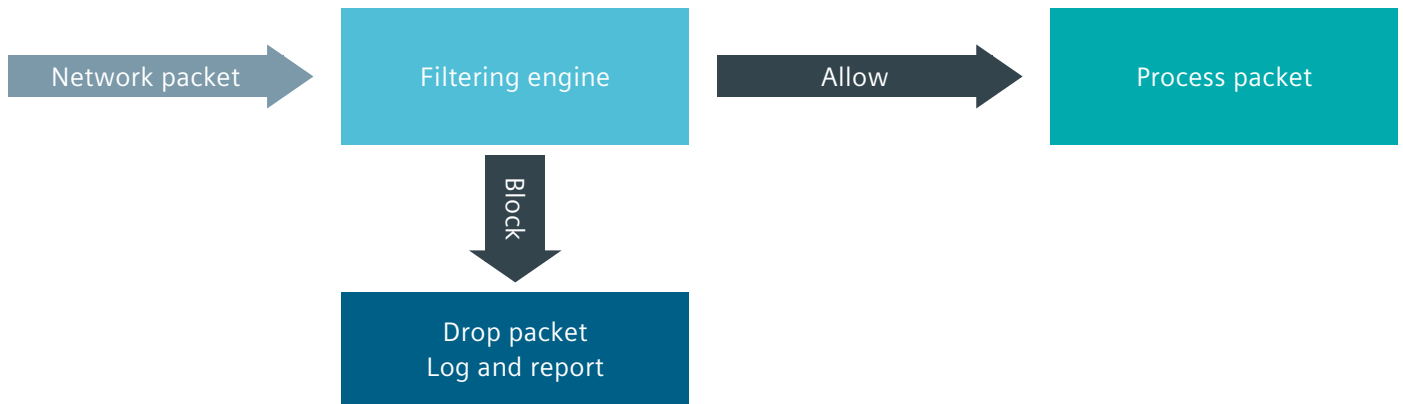 Network packet
Filtering engine
Allow
Process packet
Block
Drop packet
Log and report